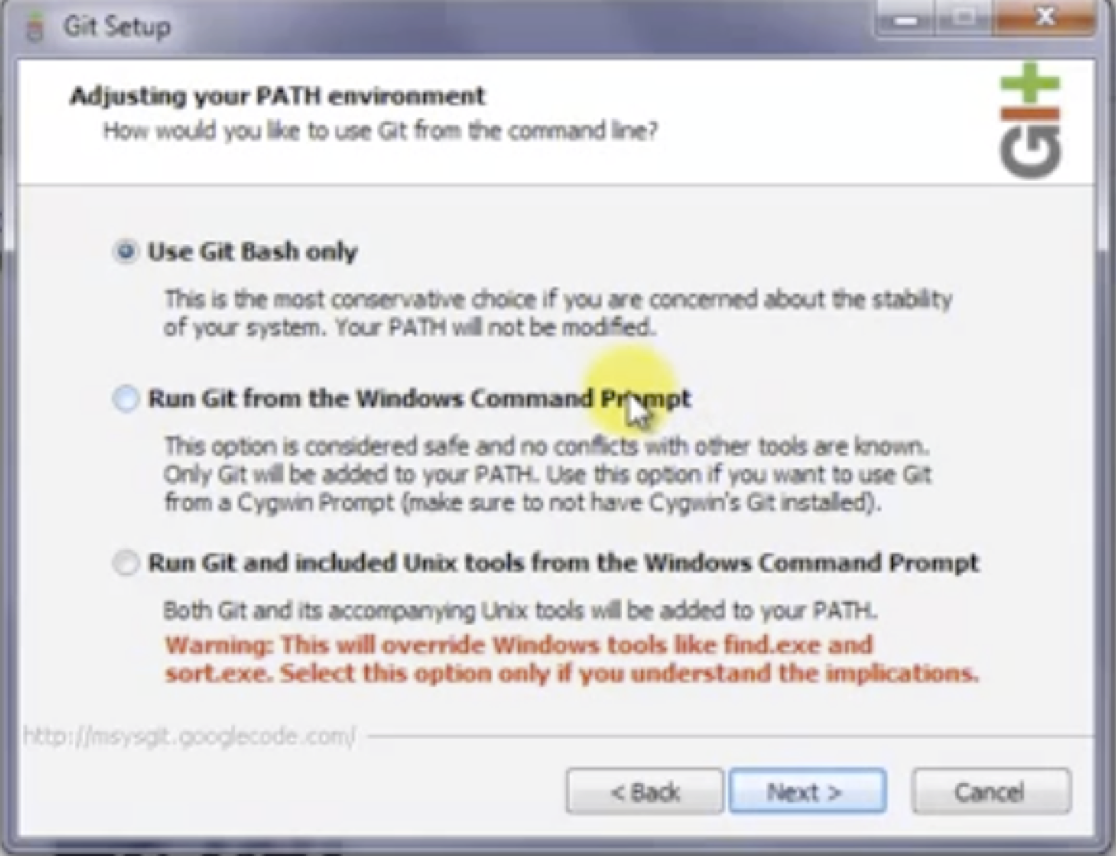 Git Setup
Adjusting your PATH environment
How would you like to use Git from the command line?
GIT
Use Git Bash only
This is the most conservative choice if you are concerned about the stability
of your system. Your PATH will not be modified.
Run Git from the Windows Command Prompt
This option is considered safe and no conflicts with other tools are known.
Only Git will be added to your PATH. Use this option if you want to use Git
from a Cygwin Prompt (make sure to not have Cygwin's Git installed).
Run Git and included Unix tools from the Windows Command Prompt
Both Git and its accompanying Unix tools will be added to your PATH.
Warning: This will override Windows tools like find.exe and
sort.exe. Select this option only if you understand the implications.
http://msysgit.googlecode.com/
< Back Next > Cancel